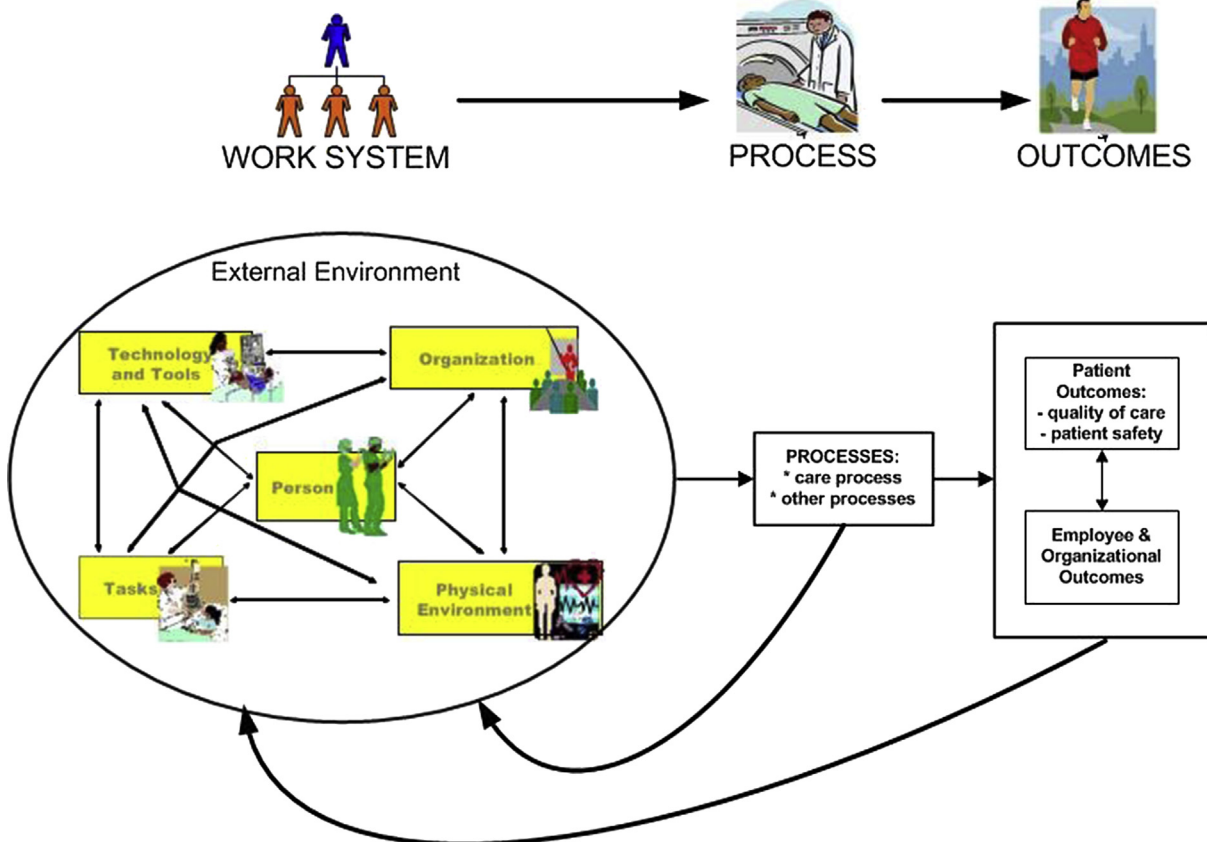 WORK SYSTEM
PROCESS
OUTCOMES
External Environment
Technology
and Tools
Organization
Person
Tasks
Physical
Environment
PROCESSES:
* care process
* other processes
Patient
Outcomes:
- quality of care
- patient safety
Employee &
Organizational
Outcomes